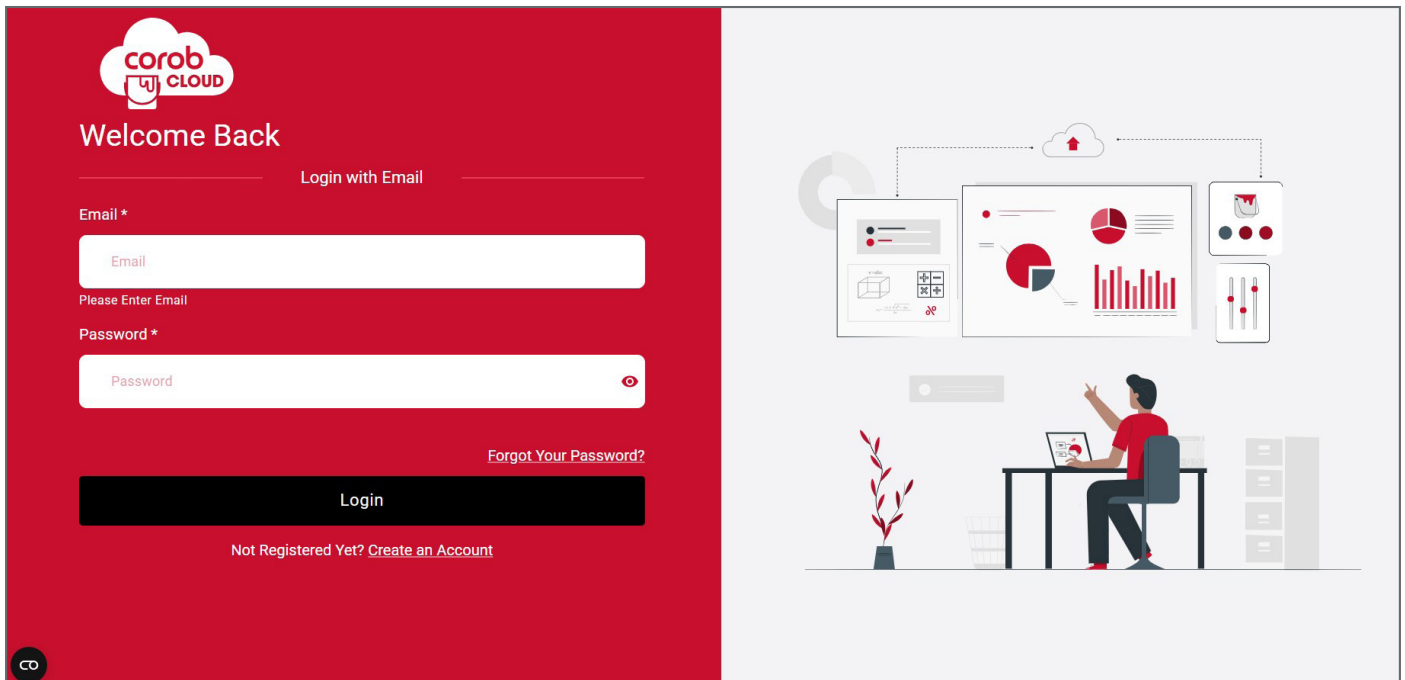 corob
CLOUD
Welcome Back
Login with Email
Email *
Email
Please Enter Email
Password *
Password
Forgot Your Password?
Login
Not Registered Yet? Create an Account